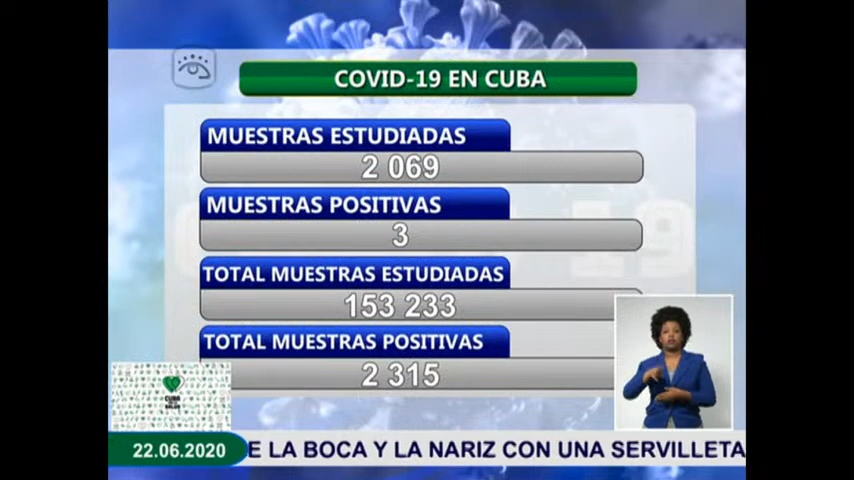 COVID-19 EN CUBA
MUESTRAS ESTUDIADAS
2 069
MUESTRAS POSITIVAS
3
TOTAL MUESTRAS ESTUDIADAS
153 233
TOTAL MUESTRAS POSITIVAS
2 315
CUBA
22.06.2020
E LA BOCA Y LA NARIZ CON UNA SERVILLETA